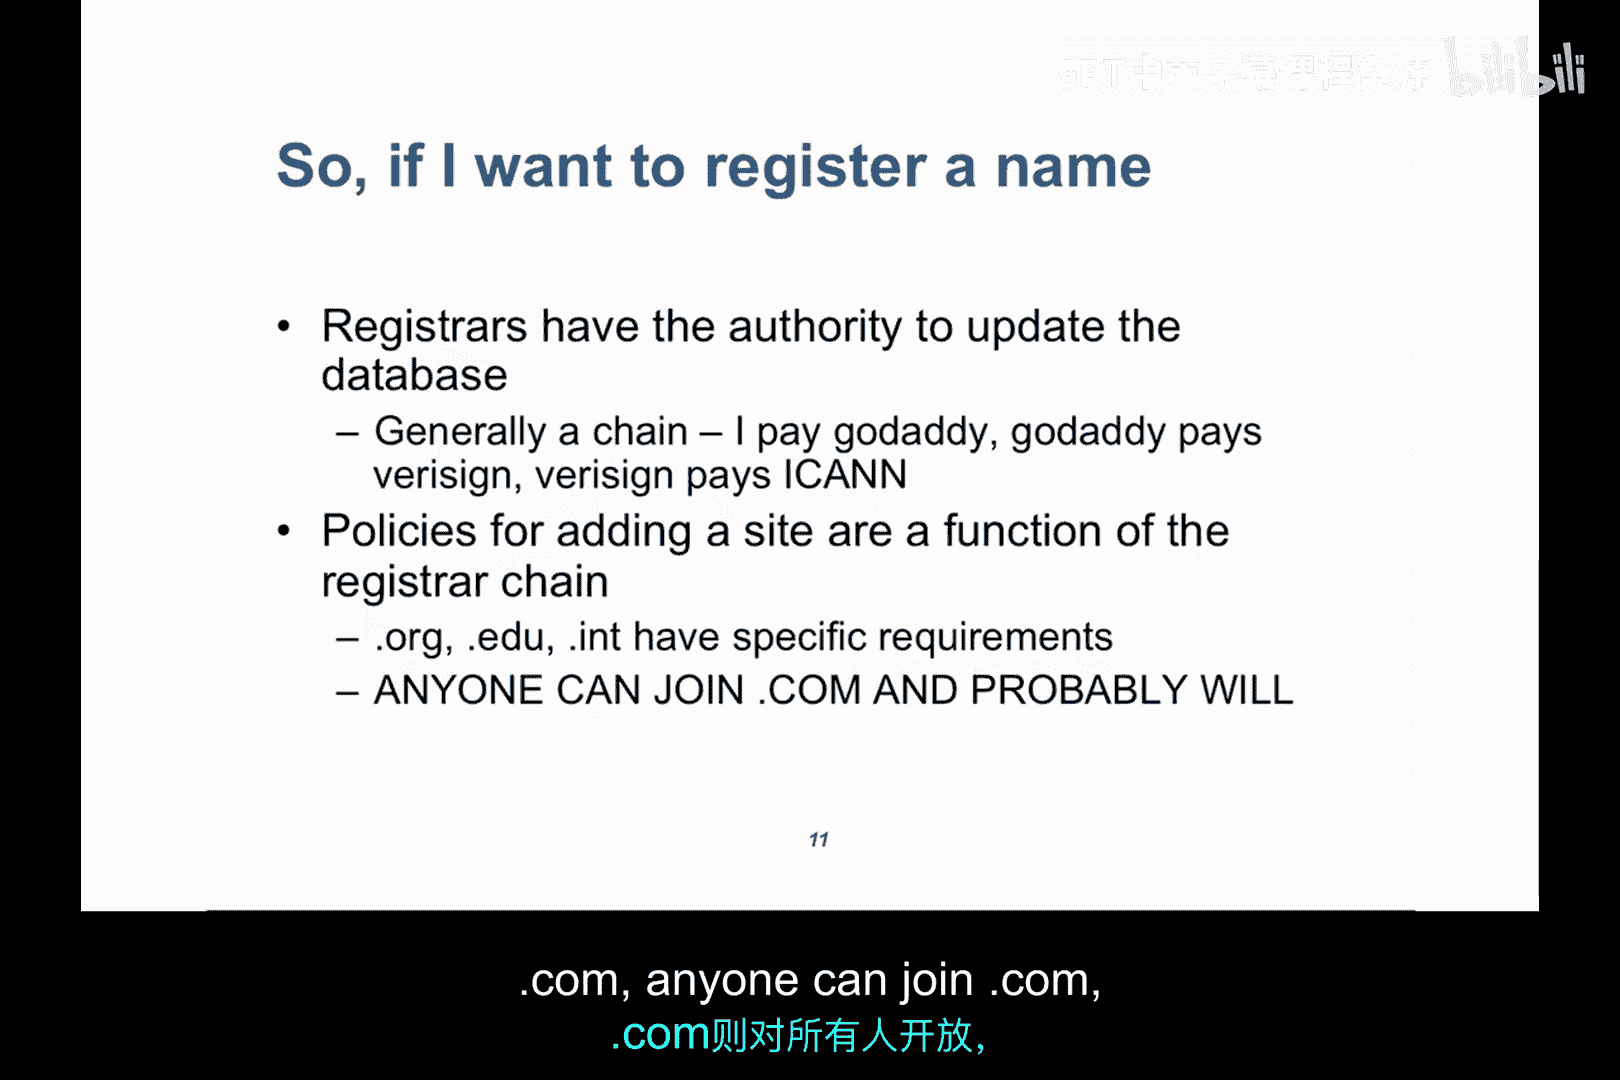 bilibili
So, if I want to register a name
• Registrars have the authority to update the
database
– Generally a chain – I pay godaddy, godaddy pays
verisign, verisign pays ICANN
• Policies for adding a site are a function of the
registrar chain
– .org, .edu, .int have specific requirements
– ANYONE CAN JOIN .COM AND PROBABLY WILL
11
.com, anyone can join .com,
.com则对所有人开放，